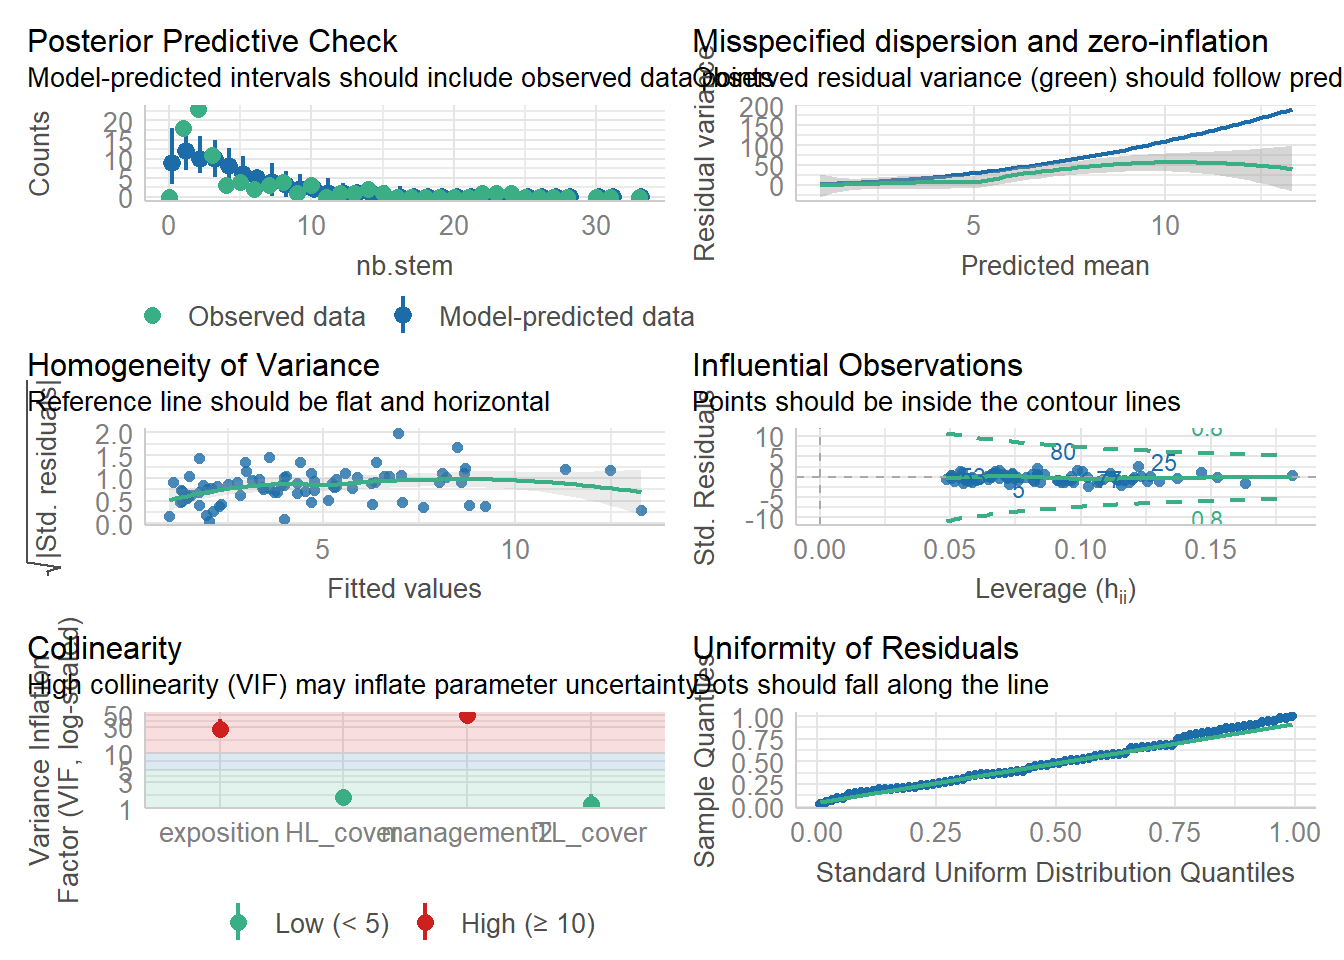 Posterior Predictive Check
Model-predicted intervals should include observed data points
Counts
20
15
10
5
0
0 10 20 30
nb.stem
Observed data
Model-predicted data
Misspecified dispersion and zero-inflation
Observed residual variance (green) should follow pred
Residual variance
200
150
100
50
0
5 10
Predicted mean
Homogeneity of Variance
Reference line should be flat and horizontal
√|Std. residuals|
2.0
1.5
1.0
0.5
0.0
5 10
Fitted values
Influential Observations
Points should be inside the contour lines
Std. Residuals
10
5
0
-5
-10
0.8
80
25
5
0.8
0.00 0.05 0.10 0.15
Leverage (hii)
Collinearity
High collinearity (VIF) may inflate parameter uncertainty
Variance Inflation
Factor (VIF, log-scaled)
50
30
10
5
3
1
exposition HL_cover management2 TL_cover
Low (< 5)
High (≥ 10)
Uniformity of Residuals
Dots should fall along the line
Sample Quantiles
1.00
0.75
0.50
0.25
0.00
0.00 0.25 0.50 0.75 1.00
Standard Uniform Distribution Quantiles